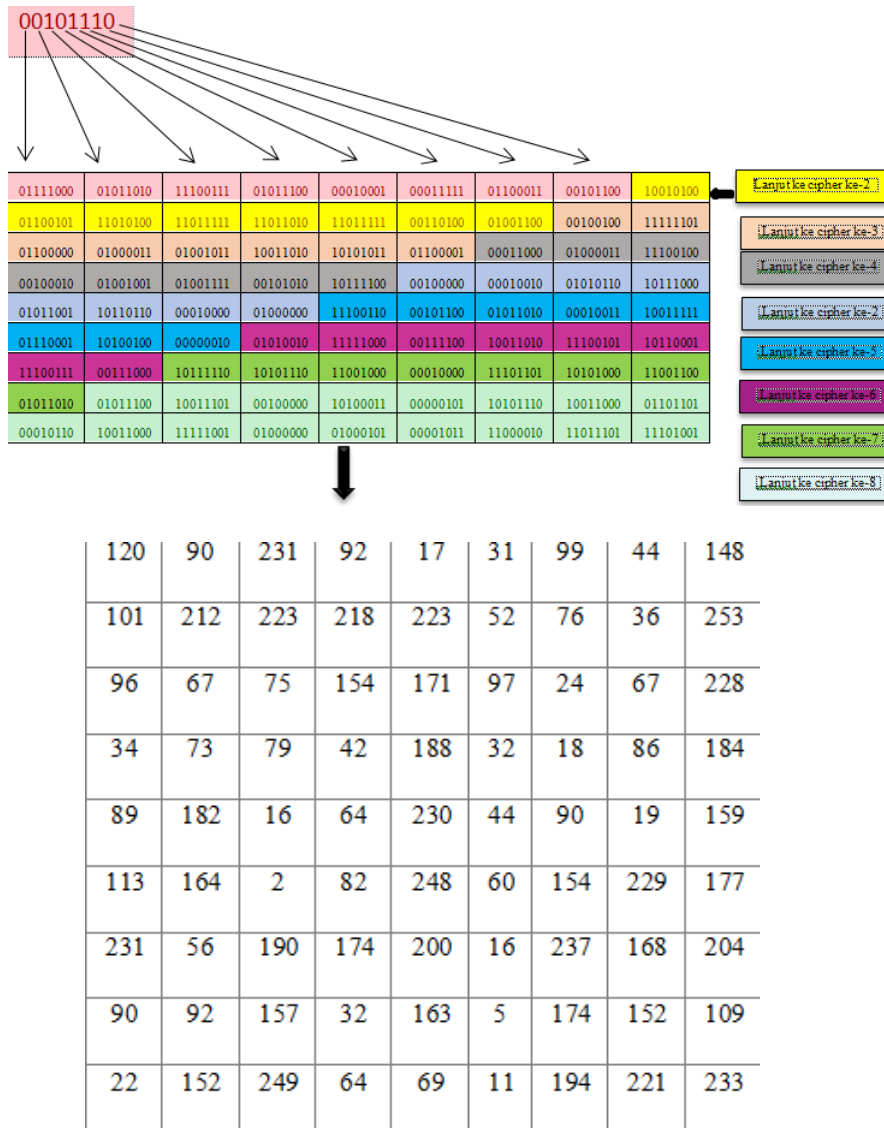 00101110
01111000 01011010 11100111 01011100 00010001 00011111 01100011 00101100 10010100 Lanjut ke cipher ke-2
01100101 11010100 11011111 11011010 11011111 00110100 01001100 00100100 11111101 Lanjut ke cipher ke-3
01100000 01000011 01001011 10011010 10101011 01100001 00011000 01000011 11100100 Lanjut ke cipher ke-4
00100010 01001001 01001111 00101010 10111100 00100000 00010010 01010110 10111000
01011001 10110110 00010000 01000000 11100110 00101100 01011010 00010011 10011111 Lanjut ke cipher ke-2
01110001 10100100 00000010 01010010 11111000 00111100 10011010 11100101 10110001 Lanjut ke cipher ke-5
11100111 00111000 10111110 10101110 11001000 00010000 11101101 10101000 11001100 Lanjut ke cipher ke-6
01011010 01011100 10011101 00100000 10100011 00000101 10101110 10011000 01101101
00010110 10011000 11111001 01000000 01000101 00001011 11000010 11011101 11101001 Lanjut ke cipher ke-7
Lanjut ke cipher ke-8
120 90 231 92 17 31 99 44 148
101 212 223 218 223 52 76 36 253
96 67 75 154 171 97 24 67 228
34 73 79 42 188 32 18 86 184
89 182 16 64 230 44 90 19 159
113 164 2 82 248 60 154 229 177
231 56 190 174 200 16 237 168 204
90 92 157 32 163 5 174 152 109
22 152 249 64 69 11 194 221 233